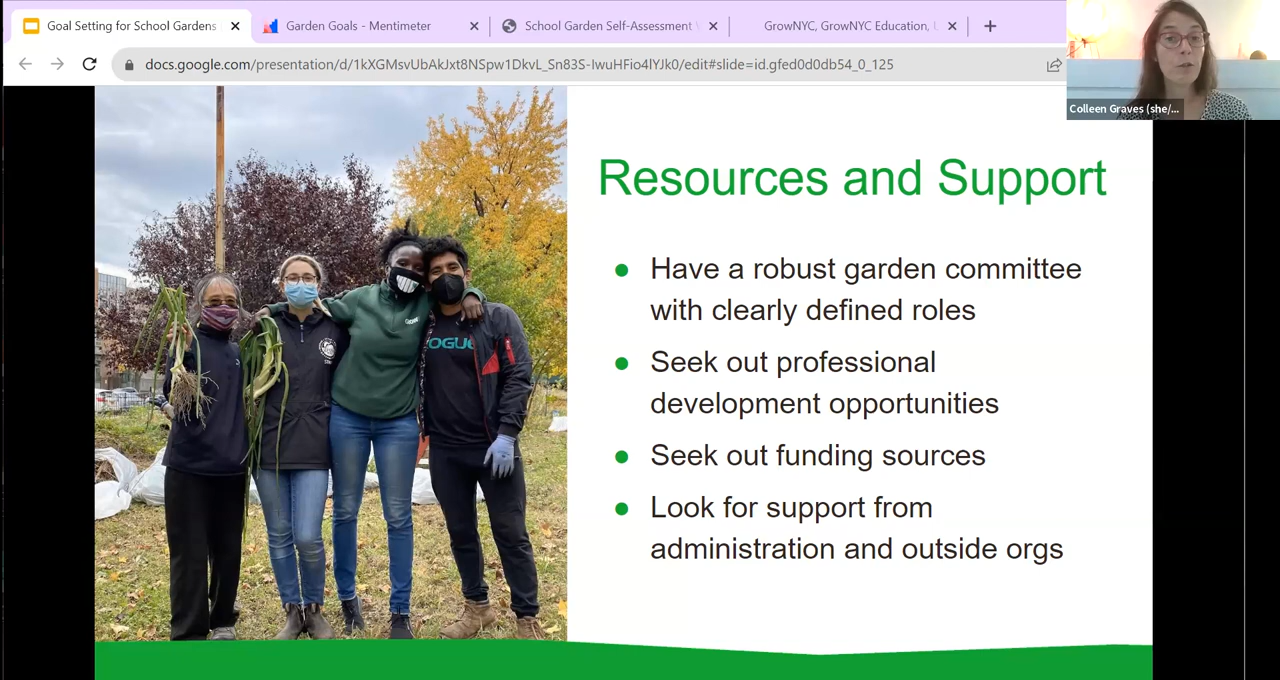 Goal Setting for School Gardens
Garden Goals - Mentimeter
School Garden Self-Assessment
GrowNYC, GrowNYC Education,
docs.google.com/presentation/d/1KXGMsvUbAkJxt8NSpw1DkvL_Sn83S-IwuHFio4lYJk0/edit#slide=id.gfed0d0db54_0_125
Colleen Graves (she/...
Resources and Support
Have a robust garden committee
with clearly defined roles
Seek out professional
development opportunities
Seek out funding sources
Look for support from
administration and outside orgs
OGUE